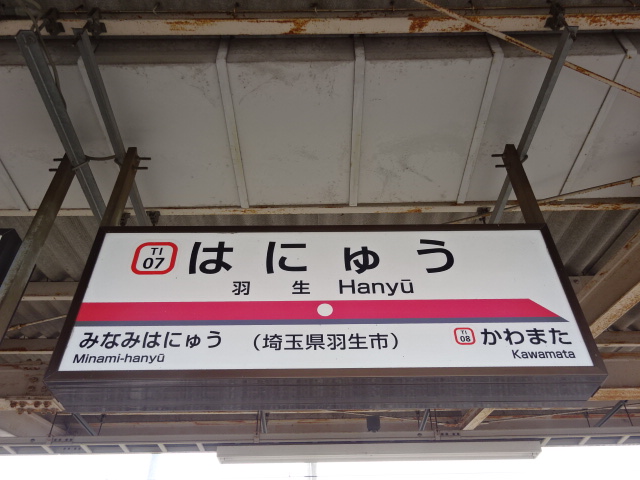 TI
07
はにゅう
羽生 Hanyū
みなみはにゅう
Minami-hanyū
(埼玉県羽生市)
TI
08
かわまた
Kawamata